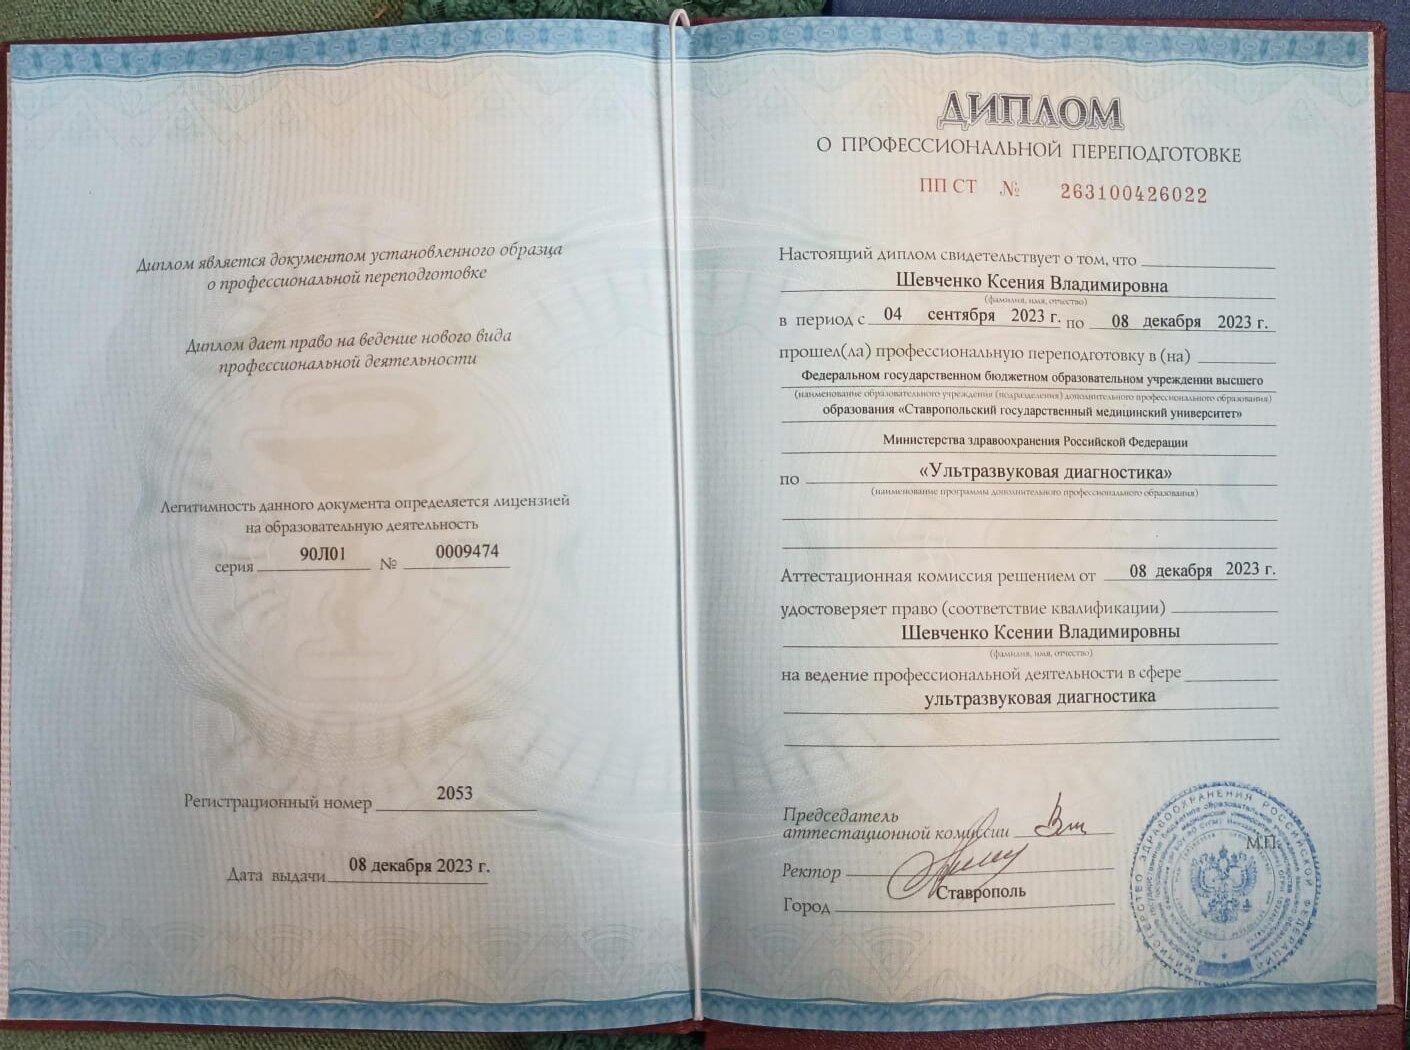 Диплом является документом установленного образца
о профессиональной переподготовке
Диплом дает право на ведение нового вида
профессиональной деятельности
Легитимность данного документа определяется лицензией
на образовательную деятельность
серия 90Л01 № 0009474
Регистрационный номер 2053
Дата выдачи 08 декабря 2023 г.
ДИПЛОМ
О ПРОФЕССИОНАЛЬНОЙ ПЕРЕПОДГОТОВКЕ
ПП СТ № 263100426022
Настоящий диплом свидетельствует о том, что
Шевченко Ксения Владимировна
(фамилия, имя, отчество)
в период с 04 сентября 2023 г. по 08 декабря 2023 г.
прошел(ла) профессиональную переподготовку в (на)
Федеральном государственном бюджетном образовательном учреждении высшего
(наименование образовательного учреждения (подразделения) дополнительного профессионального образования)
образования «Ставропольский государственный медицинский университет»
Министерства здравоохранения Российской Федерации
по «Ультразвуковая диагностика»
(наименование программы дополнительного профессионального образования)
Аттестационная комиссия решением от 08 декабря 2023 г.
удостоверяет право (соответствие квалификации)
Шевченко Ксении Владимировны
(фамилия, имя, отчество)
на ведение профессиональной деятельности в сфере
ультразвуковая диагностика
Председатель
аттестационной комиссии
М.П.
Ректор
Город Ставрополь
МИНИСТЕРСТВО ЗДРАВООХРАНЕНИЯ РОССИЙСКОЙ ФЕДЕРАЦИИ